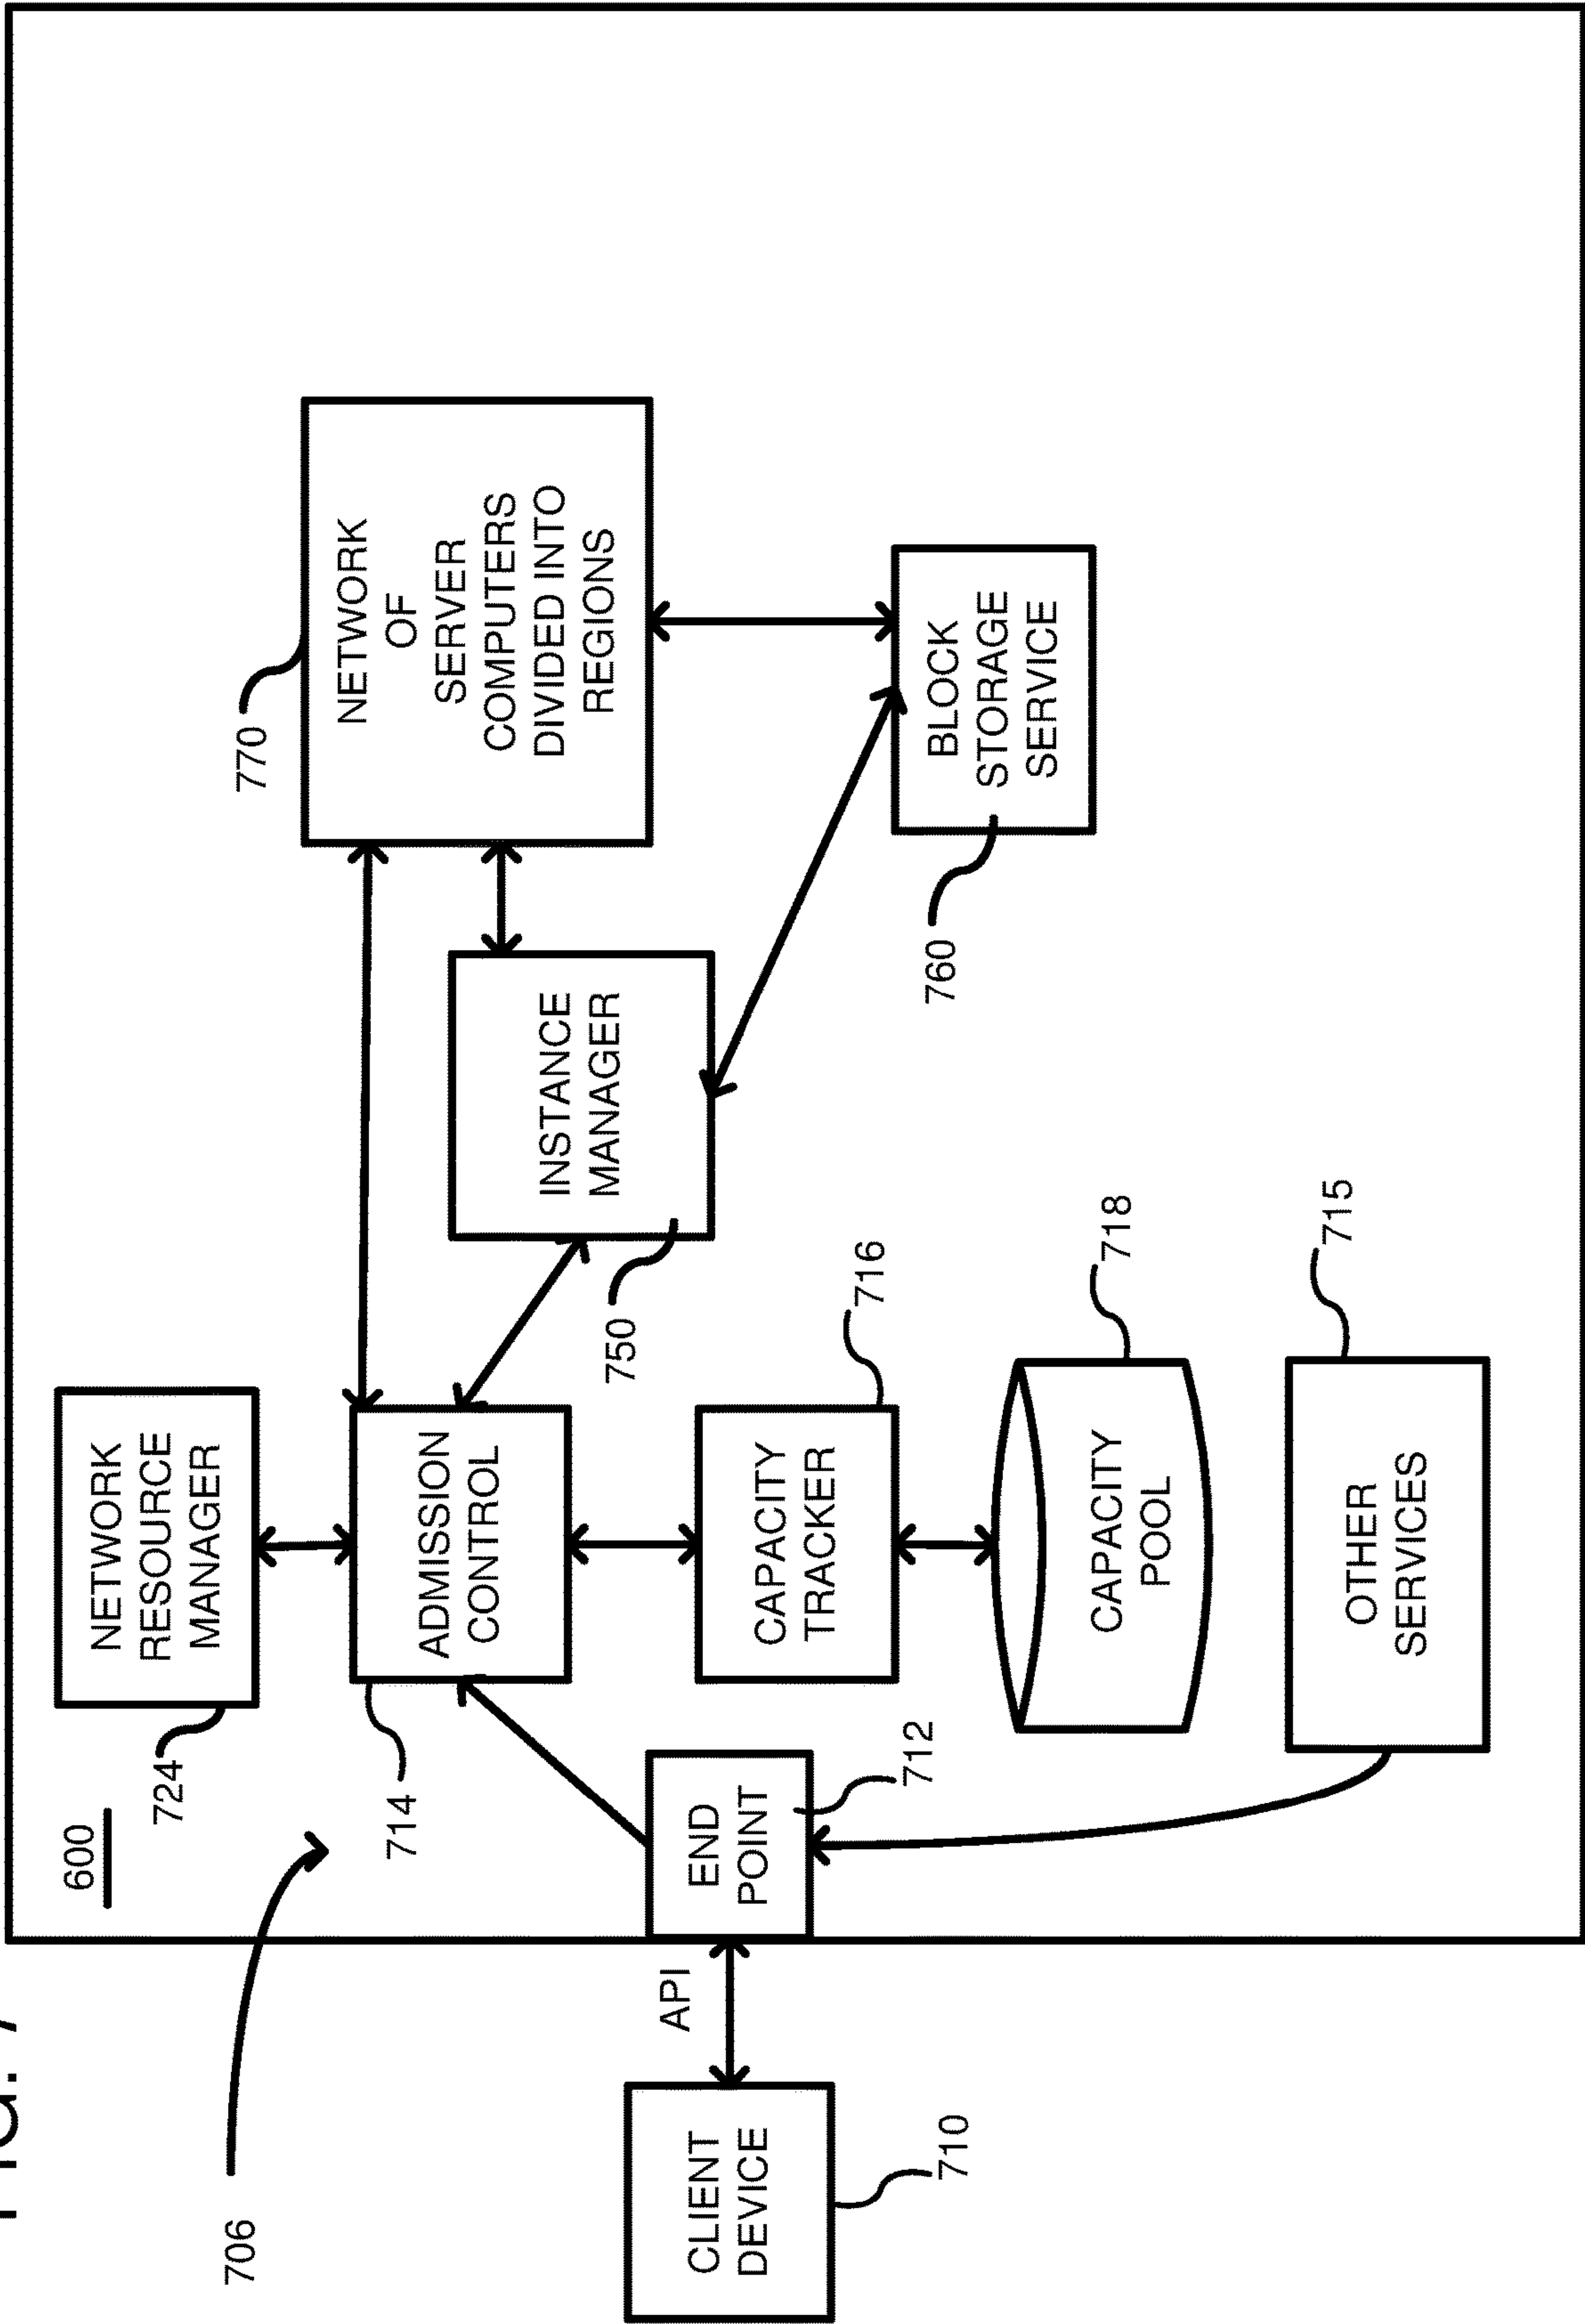 600
706
724
NETWORK
RESOURCE
MANAGER
770
NETWORK
OF
SERVER
COMPUTERS
DIVIDED INTO
REGIONS
714
ADMISSION
CONTROL
INSTANCE
MANAGER
750
CLIENT
DEVICE
710
API
END
POINT
712
CAPACITY
TRACKER
716
BLOCK
STORAGE
SERVICE
760
CAPACITY
POOL
718
OTHER
SERVICES
715